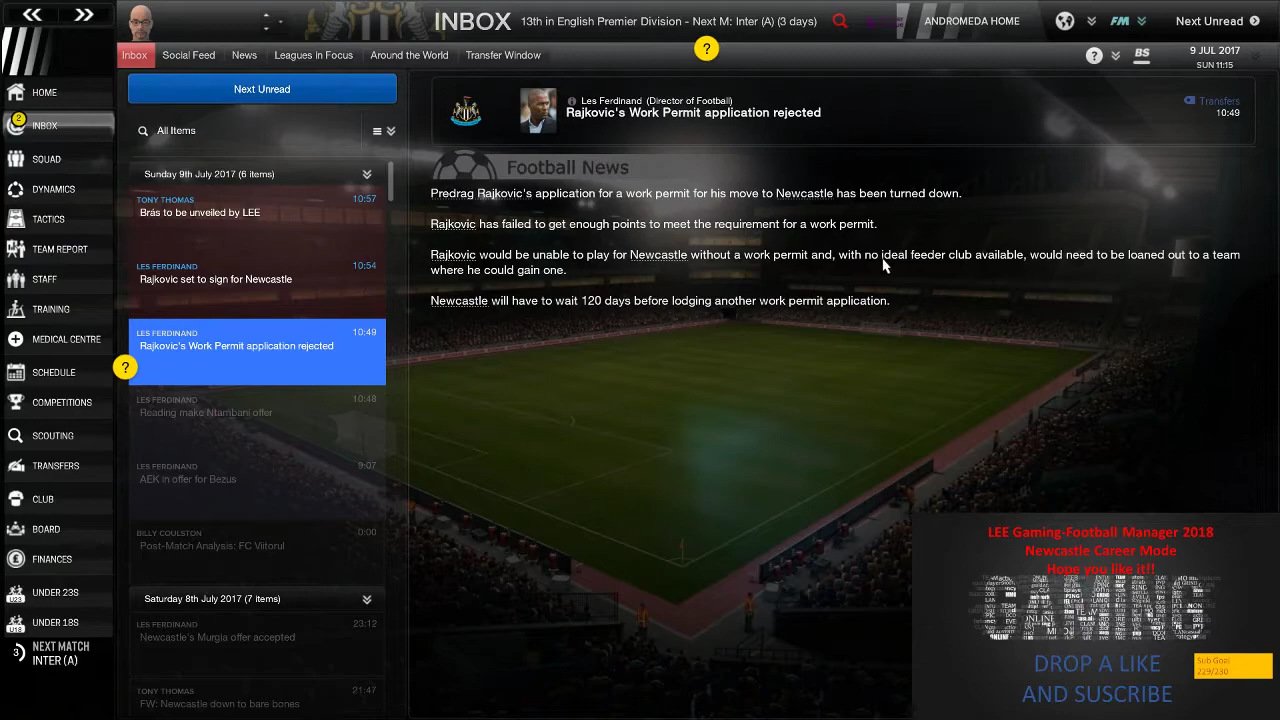 INBOX
13th in English Premier Division - Next M: Inter (A) (3 days)
ANDROMEDA HOME
FM
Next Unread
Inbox
Social Feed
News
Leagues in Focus
Around the World
Transfer Window
?
?
BS
9 JUL 2017
SUN 11:15
HOME
2
INBOX
SQUAD
DYNAMICS
TACTICS
TEAM REPORT
STAFF
TRAINING
MEDICAL CENTRE
SCHEDULE
COMPETITIONS
SCOUTING
TRANSFERS
CLUB
BOARD
FINANCES
U23
UNDER 23S
U18
UNDER 18S
3
NEXT MATCH
INTER (A)
Next Unread
All Items
Sunday 9th July 2017 (6 items)
TONY THOMAS 10:57
Brás to be unveiled by LEE
LES FERDINAND 10:54
Rajkovic set to sign for Newcastle
LES FERDINAND 10:49
Rajkovic's Work Permit application rejected
?
LES FERDINAND 10:48
Reading make Ntambani offer
LES FERDINAND 9:07
AEK in offer for Bezus
BILLY COULSTON 0:00
Post-Match Analysis: FC Viitorul
Saturday 8th July 2017 (7 items)
LES FERDINAND 23:12
Newcastle's Murgia offer accepted
TONY THOMAS 21:47
FW: Newcastle down to bare bones
Les Ferdinand (Director of Football)
Rajkovic's Work Permit application rejected
Transfers
10:49
Football News
Predrag Rajkovic's application for a work permit for his move to Newcastle has been turned down.
Rajkovic has failed to get enough points to meet the requirement for a work permit.
Rajkovic would be unable to play for Newcastle without a work permit and, with no ideal feeder club available, would need to be loaned out to a team
where he could gain one.
Newcastle will have to wait 120 days before lodging another work permit application.
LEE Gaming-Football Manager 2018
Newcastle Career Mode
Hope you like it!!
DROP A LIKE
AND SUSCRIBE
Sub Goal
229/230